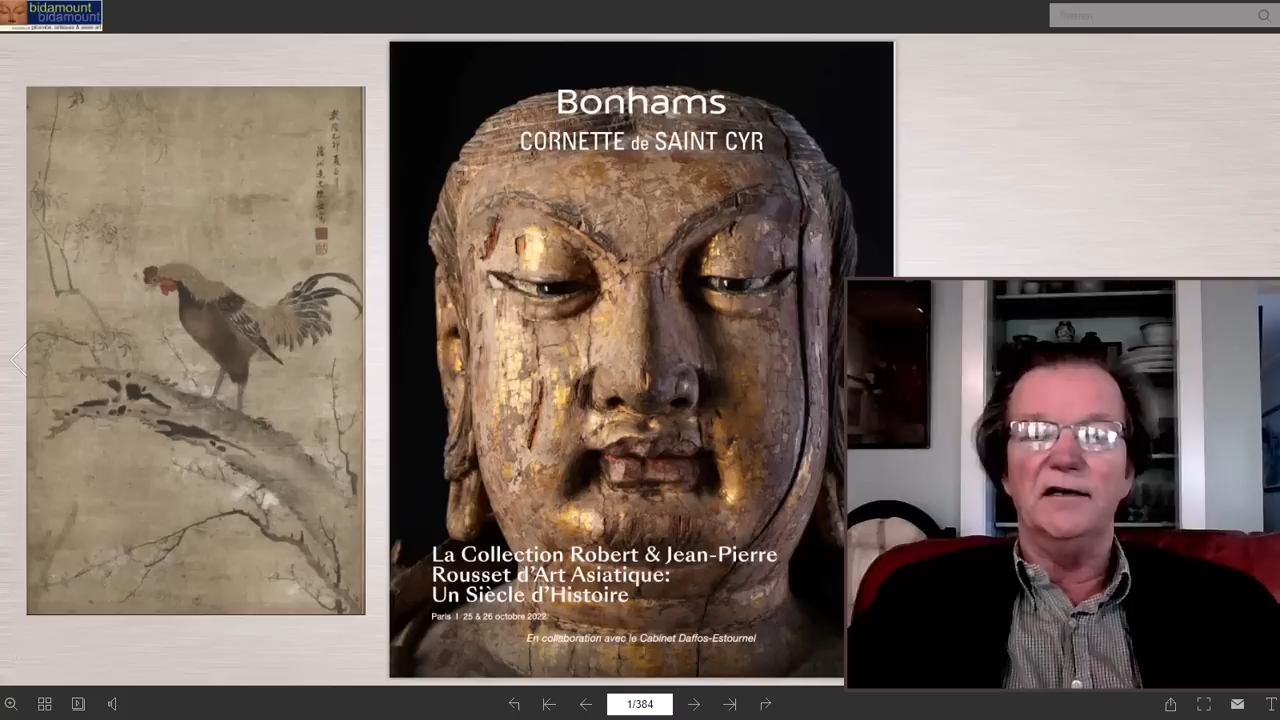 bidamount
bidamount
Bonhams
CORNETTE de SAINT CYR
La Collection Robert & Jean-Pierre
Rousset d'Art Asiatique:
Un Siècle d'Histoire
Paris I 25 & 26 octobre 2022
En collaboration avec le Cabinet Daffos-Estournel
1/384